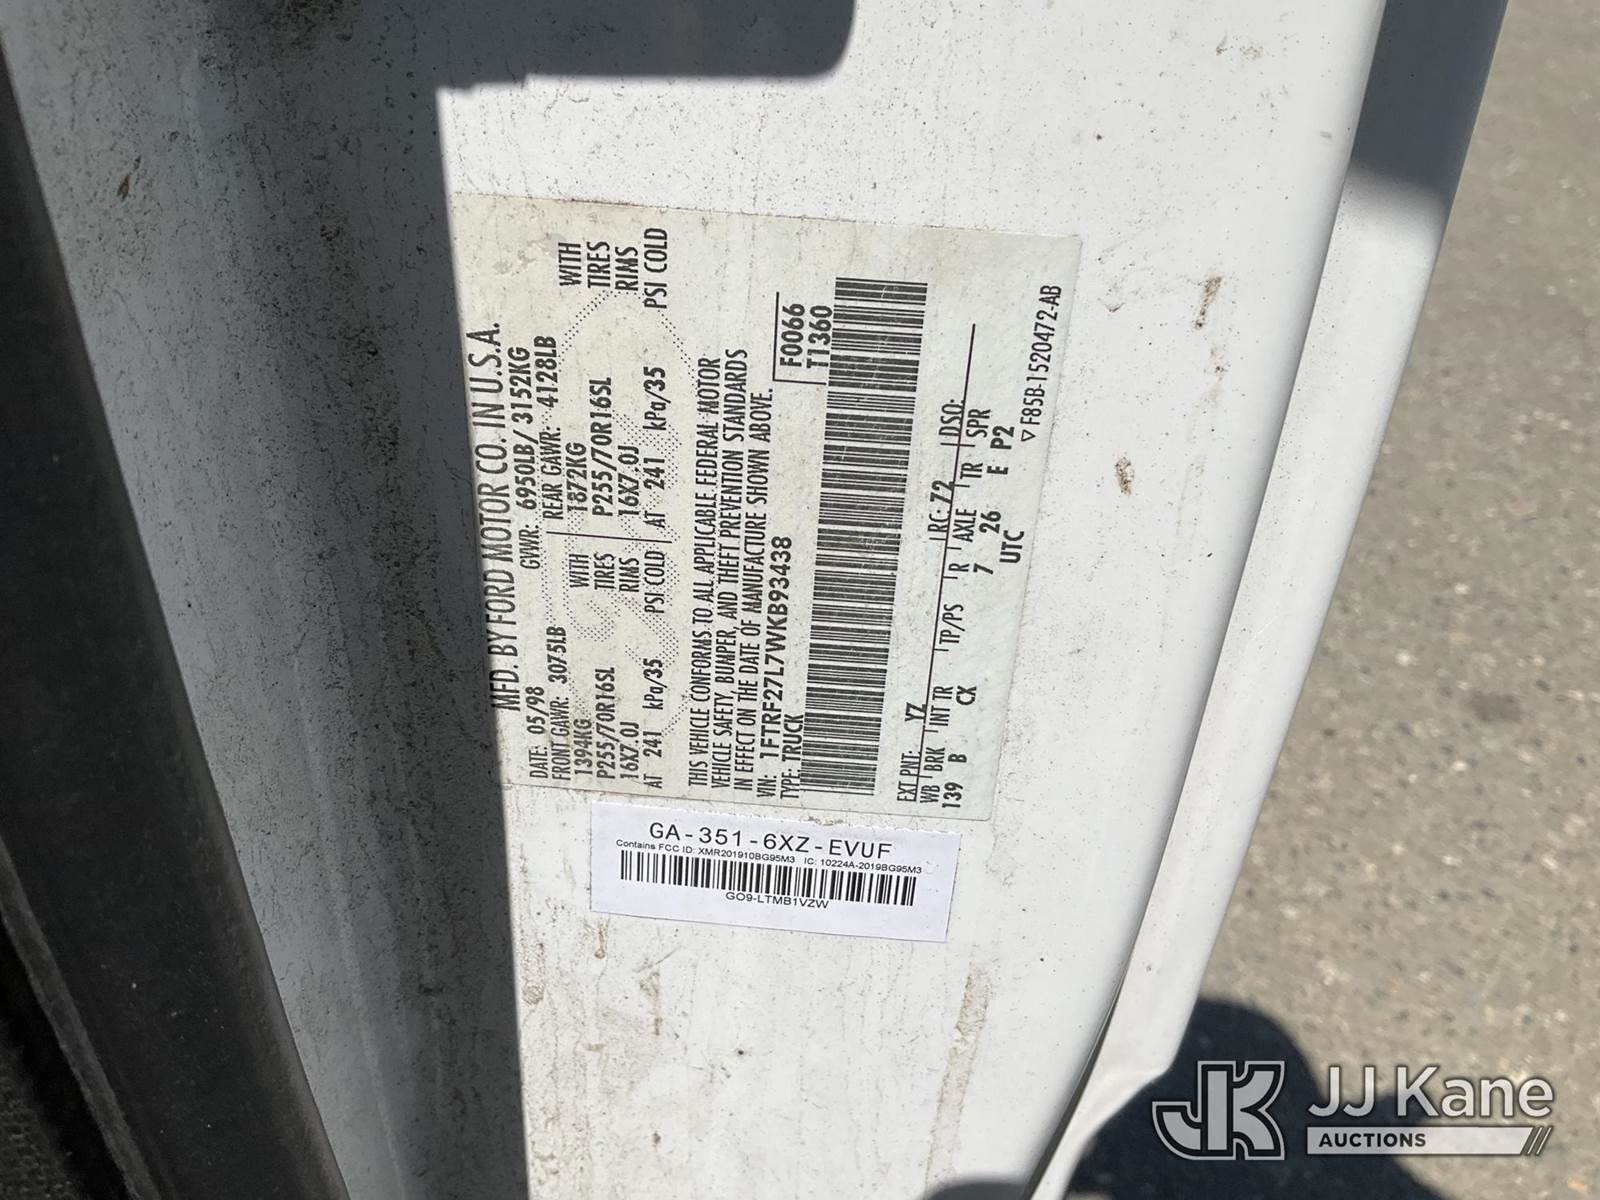 MFD. BY FORD MOTOR CO. IN U.S.A.
DATE: 05/98 GVWR: 6950LB/ 3152KG
FRONT GAWR: 3075LB REAR GAWR: 4128LB
1394KG WITH 1872KG WITH
P255/70R16SL TIRES P255/70R16SL TIRES
16X7.0J RIMS 16X7.0J RIMS
AT 241 kPa/35 PSI COLD AT 241 kPa/35 PSI COLD
THIS VEHICLE CONFORMS TO ALL APPLICABLE FEDERAL MOTOR
VEHICLE SAFETY, BUMPER, AND THEFT PREVENTION STANDARDS
IN EFFECT ON THE DATE OF MANUFACTURE SHOWN ABOVE.
VIN: 1FTRF27L7WKB93438 F0066
TYPE: TRUCK T1360
EXT PNT: YZ RC: 72 DSO:
WB BRK INT TR TP/PS R AXLE TR SPR
139 B CX 7 26 E P2
UTC ▽F85B-1520472-AB
GA-351-6XZ-EVUF
Contains FCC ID: XMR201910BG95M3 IC: 10224A-2019BG95M3
GO9-LTMB1VZW
JK JJ Kane
AUCTIONS